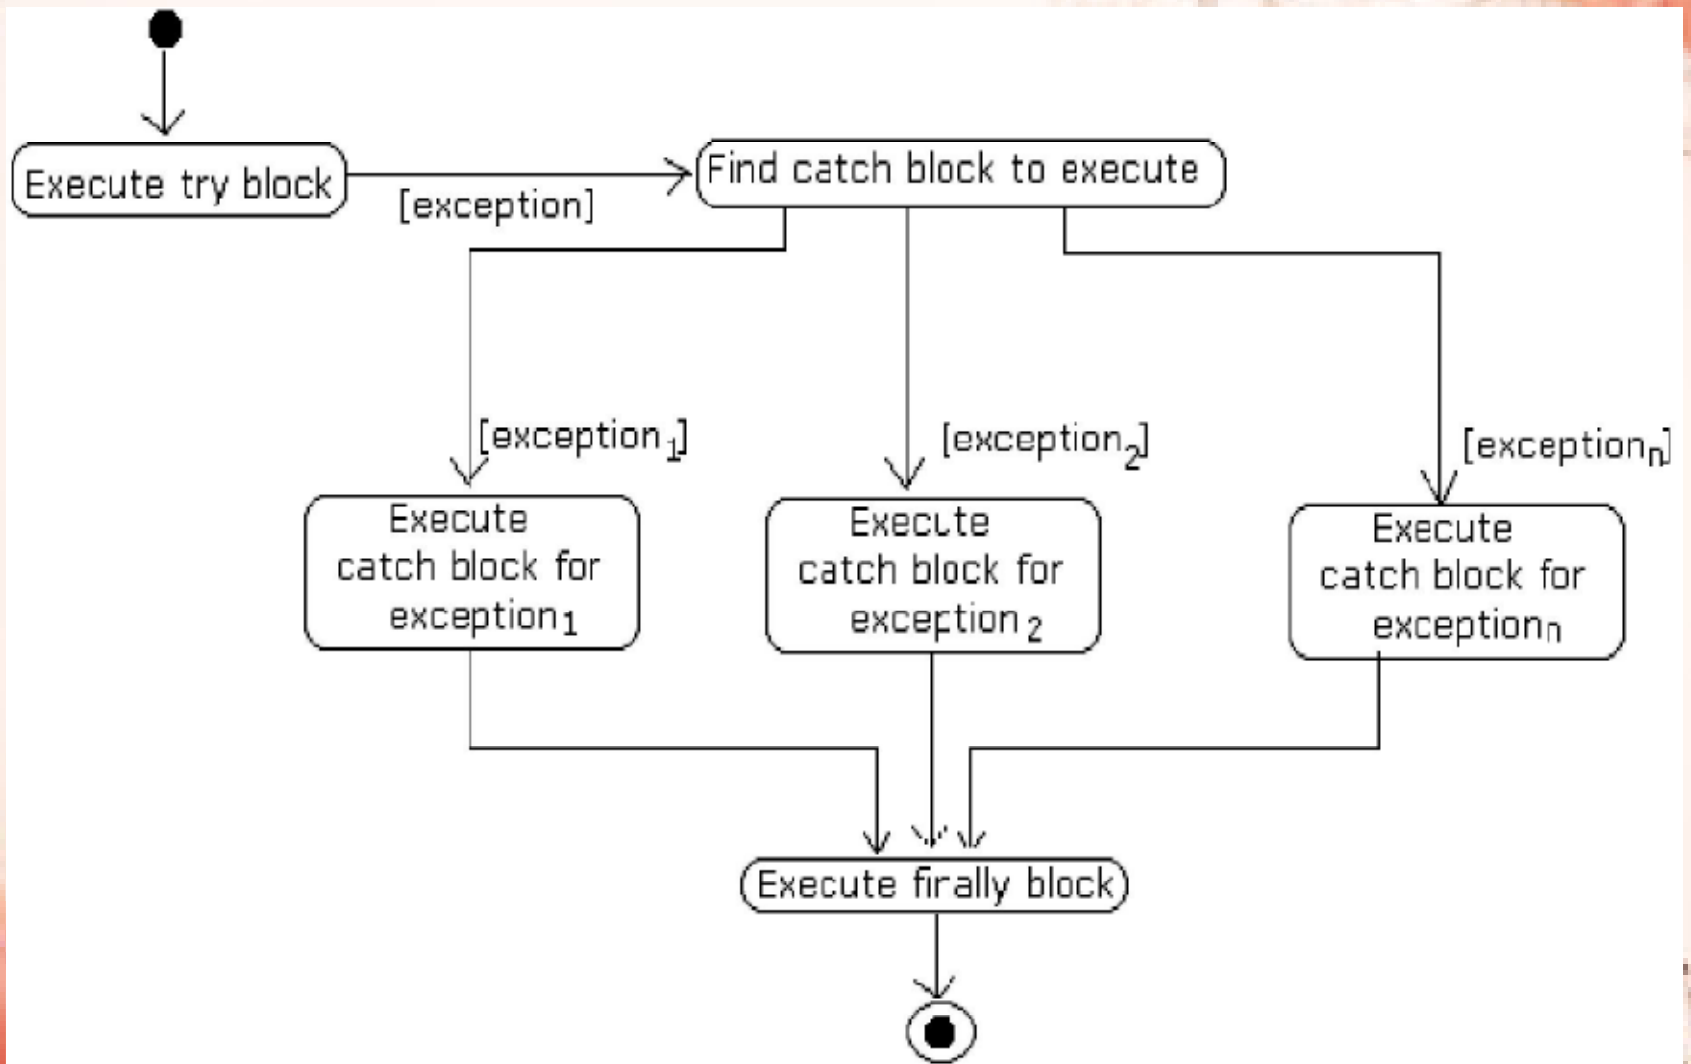 Execute try block
[exception]
Find catch block to execute
[exception1]
[exception2]
[exceptionn]
Execute
catch block for
exception1
Execute
catch block for
exception2
Execute
catch block for
exceptionn
Execute firally block